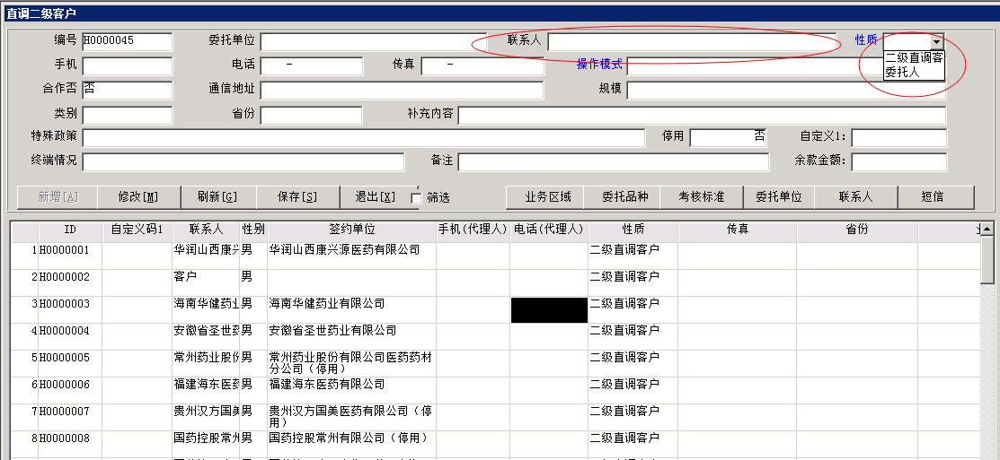 直调二级客户
编号 H0000045 委托单位 联系人 性质
二级直调客
委托人
手机 电话 - 传真 - 操作模式
合作否 否 通信地址 规模
类别 省份 补充内容
特殊政策 停用 否 自定义1:
终端情况 备注 余款金额:
新增[A] 修改[M] 刷新[G] 保存[S] 退出[X] 筛选 业务区域 委托品种 考核标准 委托单位 联系人 短信
ID 自定义码1 联系人 性别 签约单位 手机(代理人) 电话(代理人) 性质 传真 省份
1 H0000001 华润山西康兴 男 华润山西康兴源医药有限公司 二级直调客户
2 H0000002 客户 男 二级直调客户
3 H0000003 海南华健药业 男 海南华健药业有限公司 二级直调客户
4 H0000004 安徽省圣世药 男 安徽省圣世药业有限公司 二级直调客户
5 H0000005 常州药业股份 男 常州药业股份有限公司医药药材 二级直调客户
分公司（停用）
6 H0000006 福建海东医药 男 福建海东医药有限公司 二级直调客户
7 H0000007 贵州汉方国美 男 贵州汉方国美医药有限公司（停 二级直调客户
用）
8 H0000008 国药控股常州 男 国药控股常州有限公司（停用） 二级直调客户